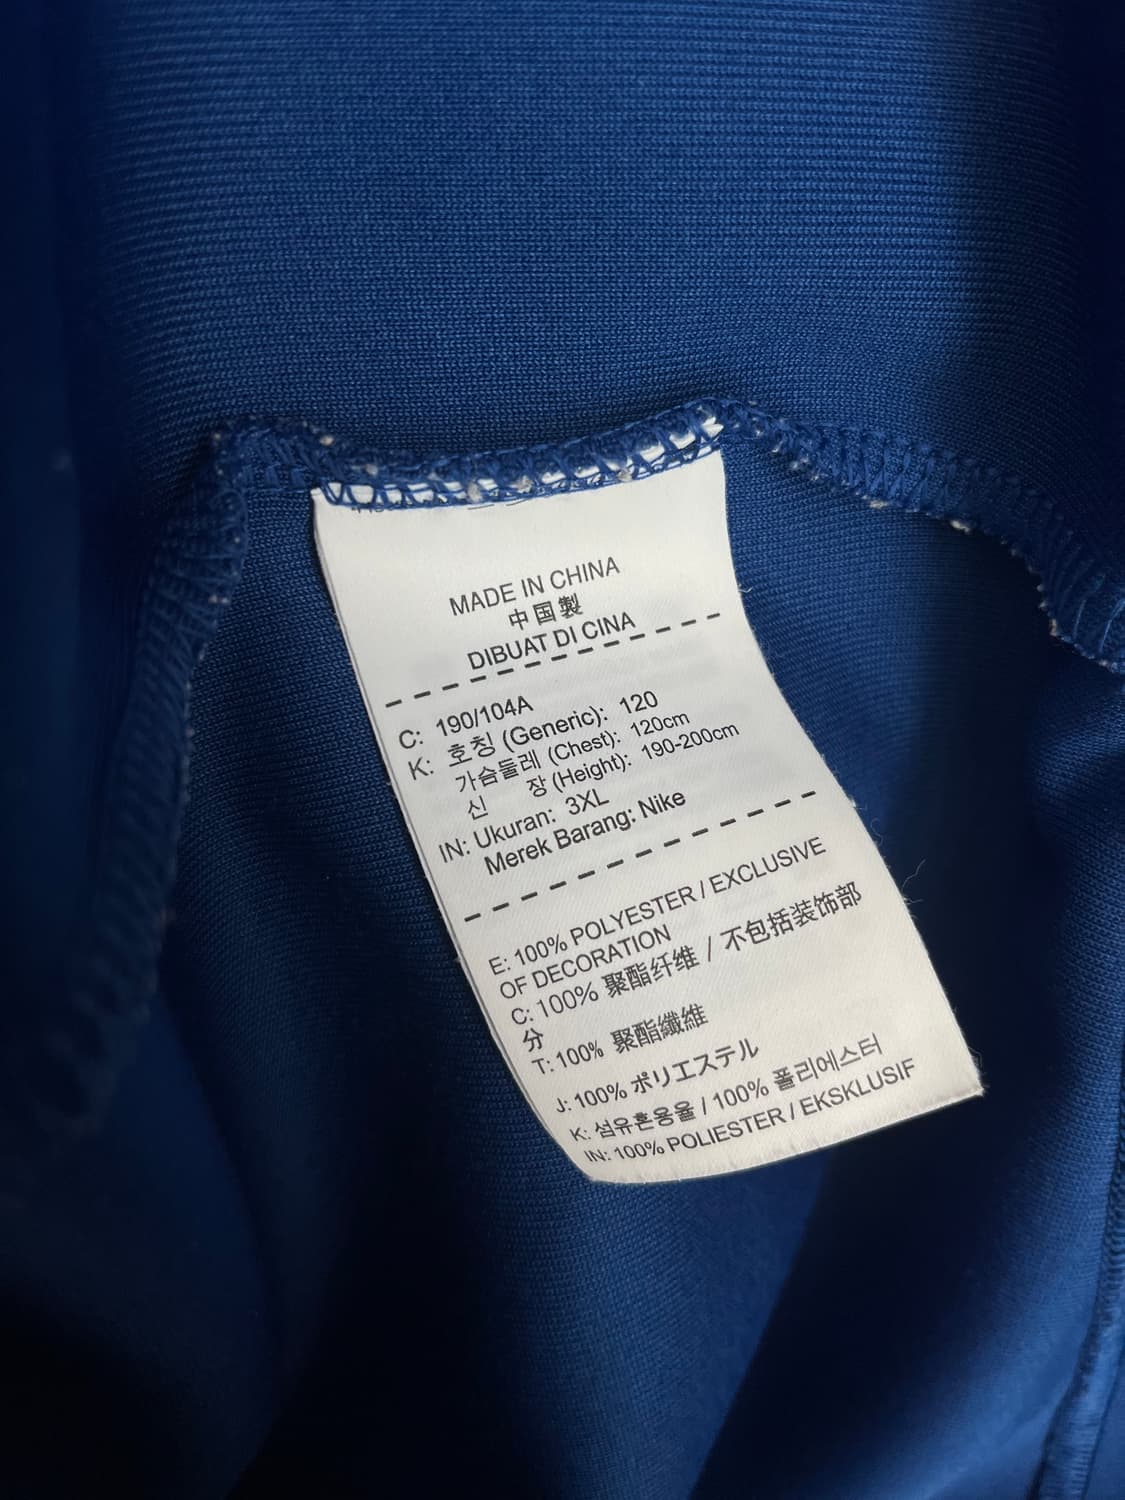 MADE IN CHINA
中国製
DIBUAT DI CINA
C: 190/104A
K: 호칭 (Generic): 120
가슴둘레 (Chest): 120cm
신 장 (Height): 190-200cm
IN: Ukuran: 3XL
Merek Barang: Nike
E: 100% POLYESTER / EXCLUSIVE
OF DECORATION
C: 100% 聚酯纤维 / 不包括装饰部
分
T: 100% 聚酯纖維
J: 100% ポリエステル
K: 섬유혼용율 / 100% 폴리에스터
IN: 100% POLIESTER / EKSKLUSIF